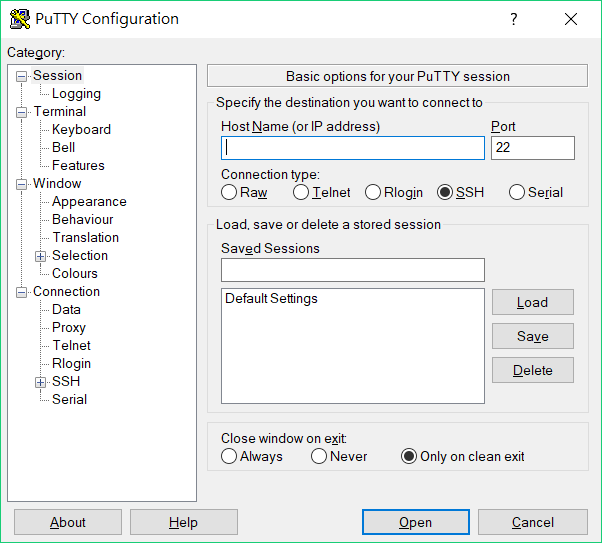 PuTTY Configuration
?
Category:
Session
Logging
Terminal
Keyboard
Bell
Features
Window
Appearance
Behaviour
Translation
Selection
Colours
Connection
Data
Proxy
Telnet
Rlogin
SSH
Serial
Basic options for your PuTTY session
Specify the destination you want to connect to
Host Name (or IP address) Port
22
Connection type:
Raw Telnet Rlogin SSH Serial
Load, save or delete a stored session
Saved Sessions
Default Settings
Load
Save
Delete
Close window on exit:
Always Never Only on clean exit
About Help Open Cancel